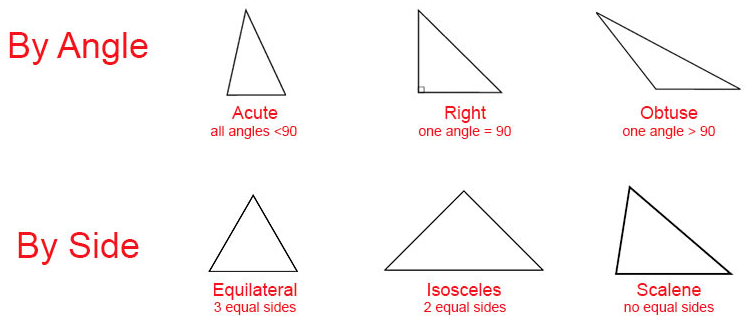 By Angle
Acute
all angles <90
Right
one angle = 90
Obtuse
one angle > 90
By Side
Equilateral
3 equal sides
Isosceles
2 equal sides
Scalene
no equal sides